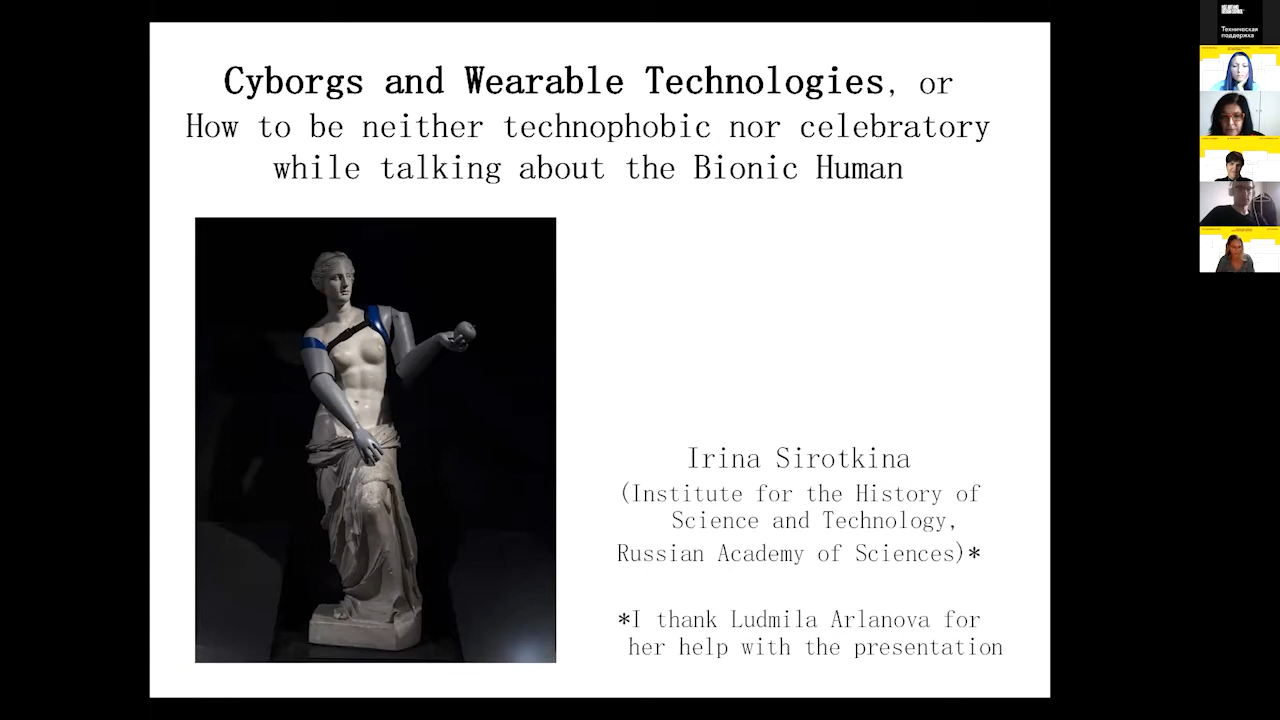 Cyborgs and Wearable Technologies, or
How to be neither technophobic nor celebratory
while talking about the Bionic Human
Irina Sirotkina
(Institute for the History of
Science and Technology,
Russian Academy of Sciences)*
*I thank Ludmila Arlanova for
her help with the presentation
Техническая
поддержка